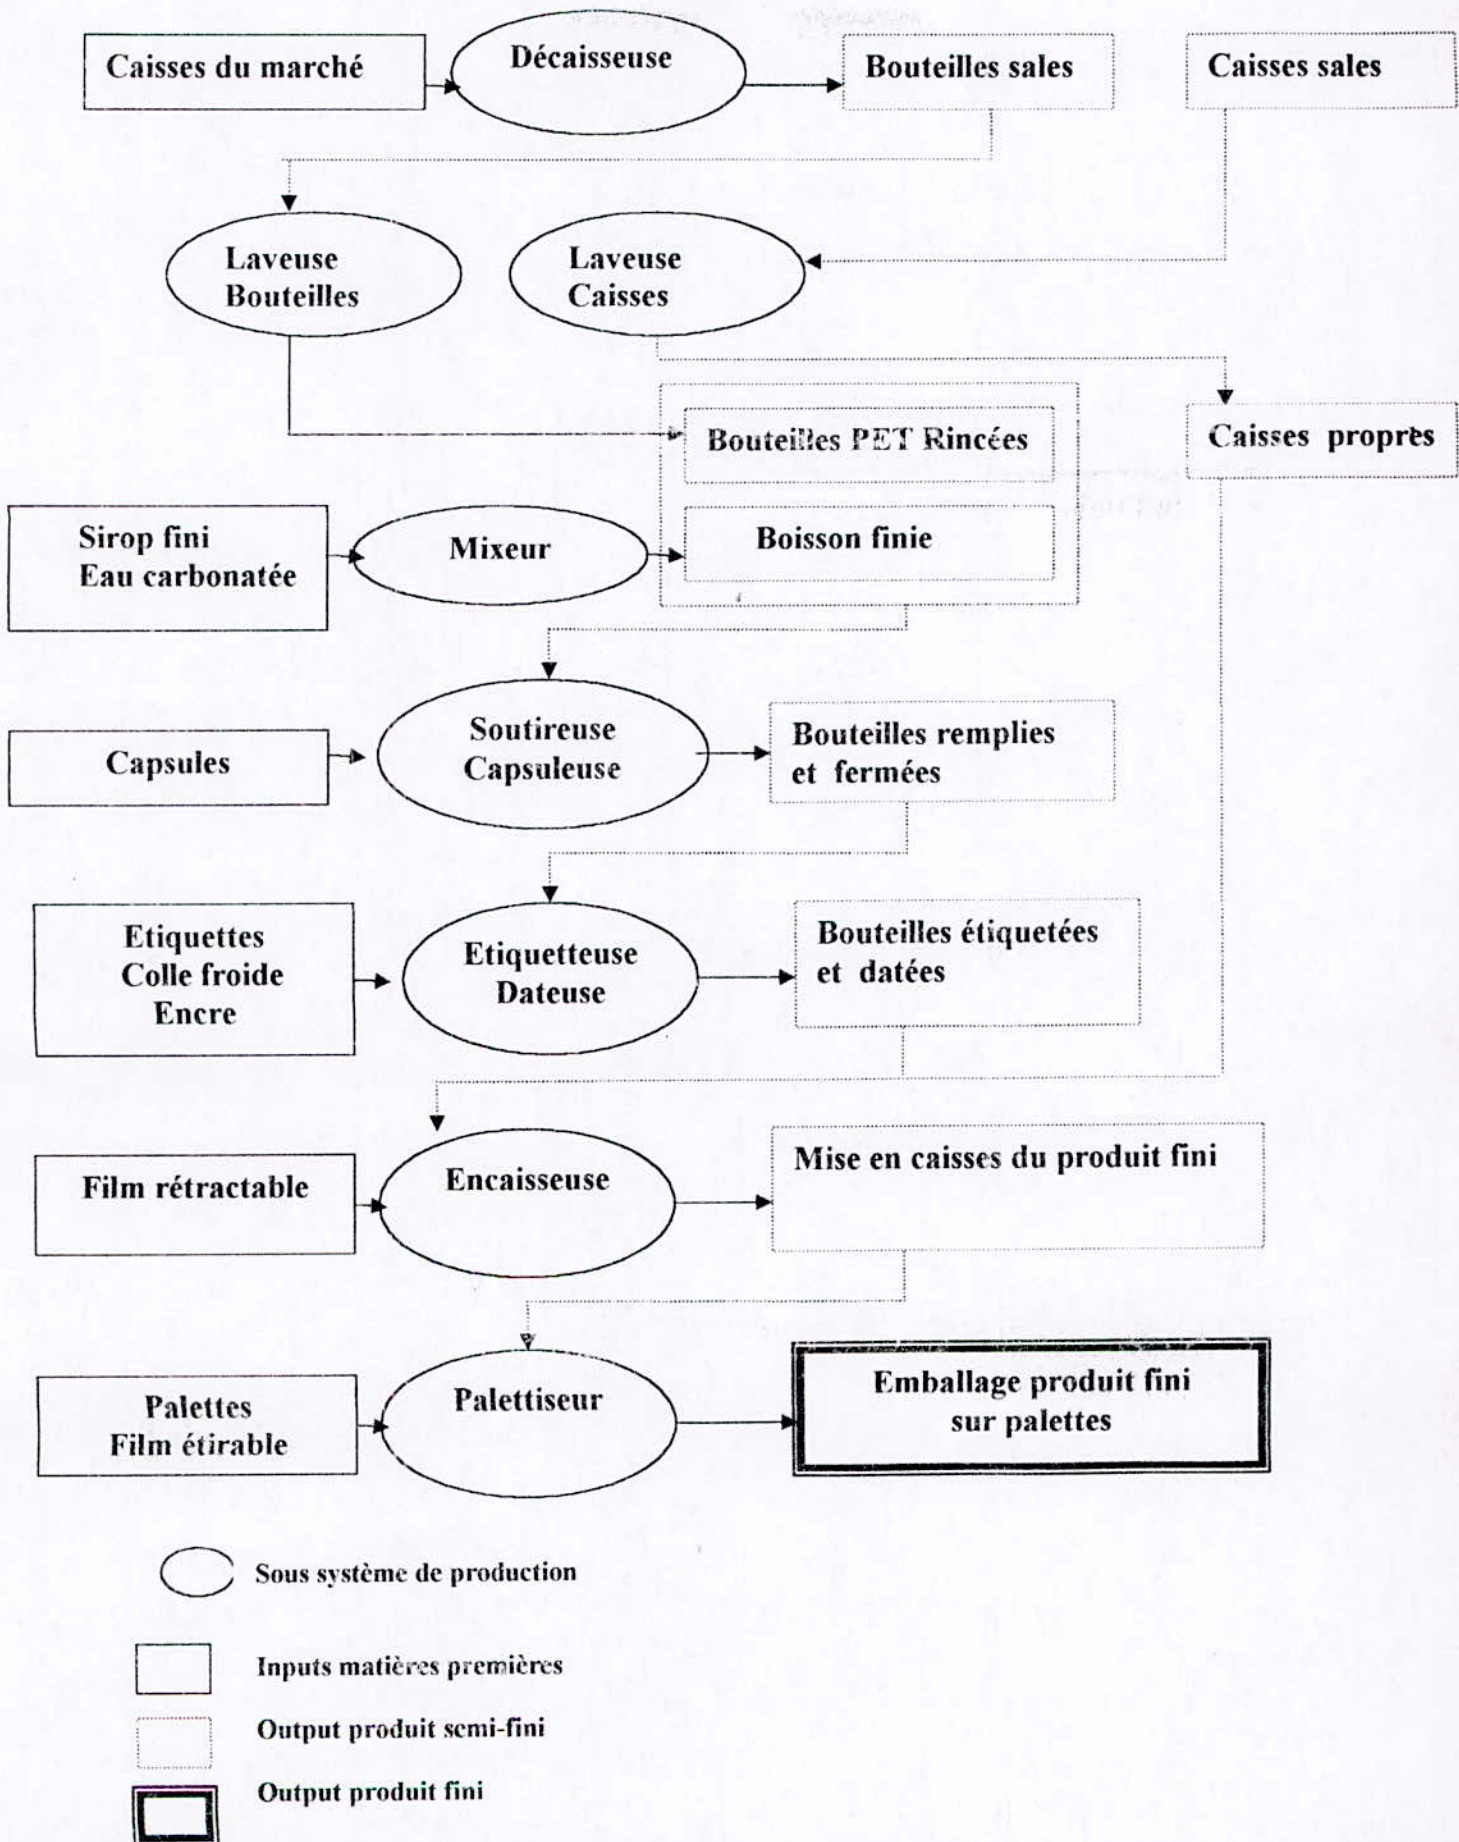 Caisses du marché
Décaisseuse
Bouteilles sales
Caisses sales
Laveuse
Bouteilles
Laveuse
Caisses
Bouteilles PET Rincées
Caisses propres
Sirop fini
Eau carbonatée
Mixeur
Boisson finie
Capsules
Soutireuse
Capsuleuse
Bouteilles remplies
et fermées
Etiquettes
Colle froide
Encre
Etiquetteuse
Dateuse
Bouteilles étiquetées
et datées
Film rétractable
Encaisseuse
Mise en caisses du produit fini
Palettes
Film étirable
Palettiseur
Emballage produit fini
sur palettes
Sous système de production
Inputs matières premières
Output produit semi-fini
Output produit fini